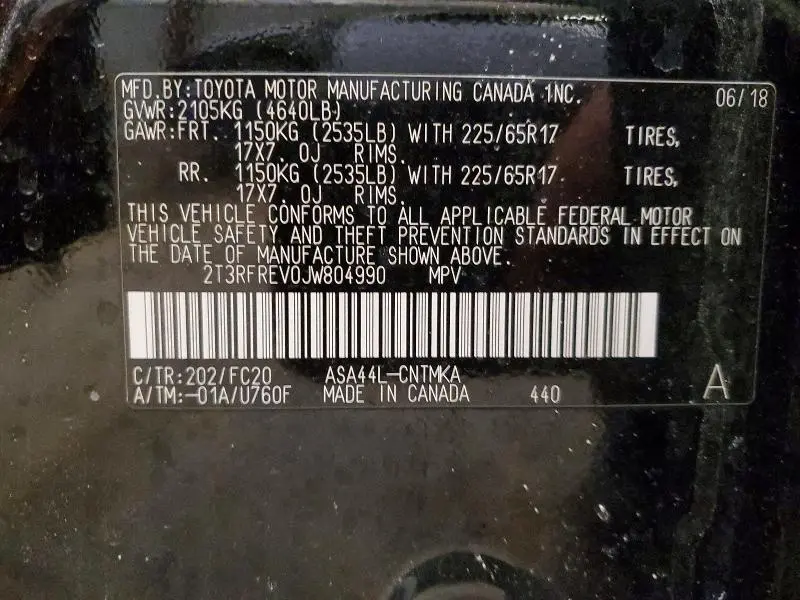 MFD.BY:TOYOTA MOTOR MANUFACTURING CANADA INC. 06/18
GVWR:2105KG (4640LB)
GAWR:FRT. 1150KG (2535LB) WITH 225/65R17 TIRES,
17X7. 0J RIMS.
RR. 1150KG (2535LB) WITH 225/65R17 TIRES,
17X7. 0J RIMS.
THIS VEHICLE CONFORMS TO ALL APPLICABLE FEDERAL MOTOR
VEHICLE SAFETY AND THEFT PREVENTION STANDARDS IN EFFECT ON
THE DATE OF MANUFACTURE SHOWN ABOVE.
2T3RFREV0JW804990 MPV
C/TR:202/FC20 ASA44L-CNTMKA
A/TM:-01A/U760F MADE IN CANADA 440 A